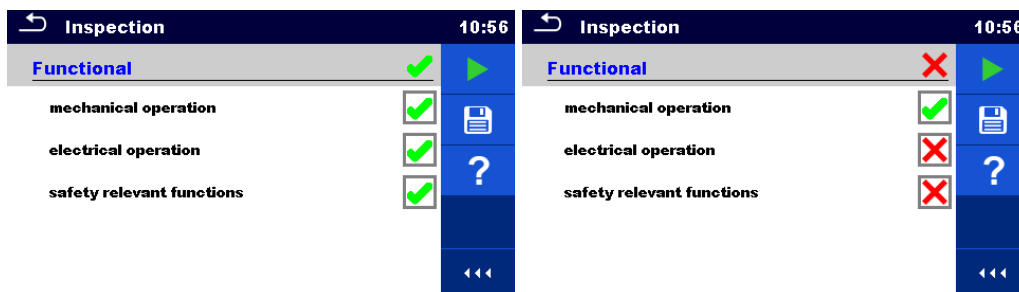 Inspection 10:56
Functional
mechanical operation
electrical operation
safety relevant functions
?
Inspection 10:56
Functional
mechanical operation
electrical operation
safety relevant functions
?